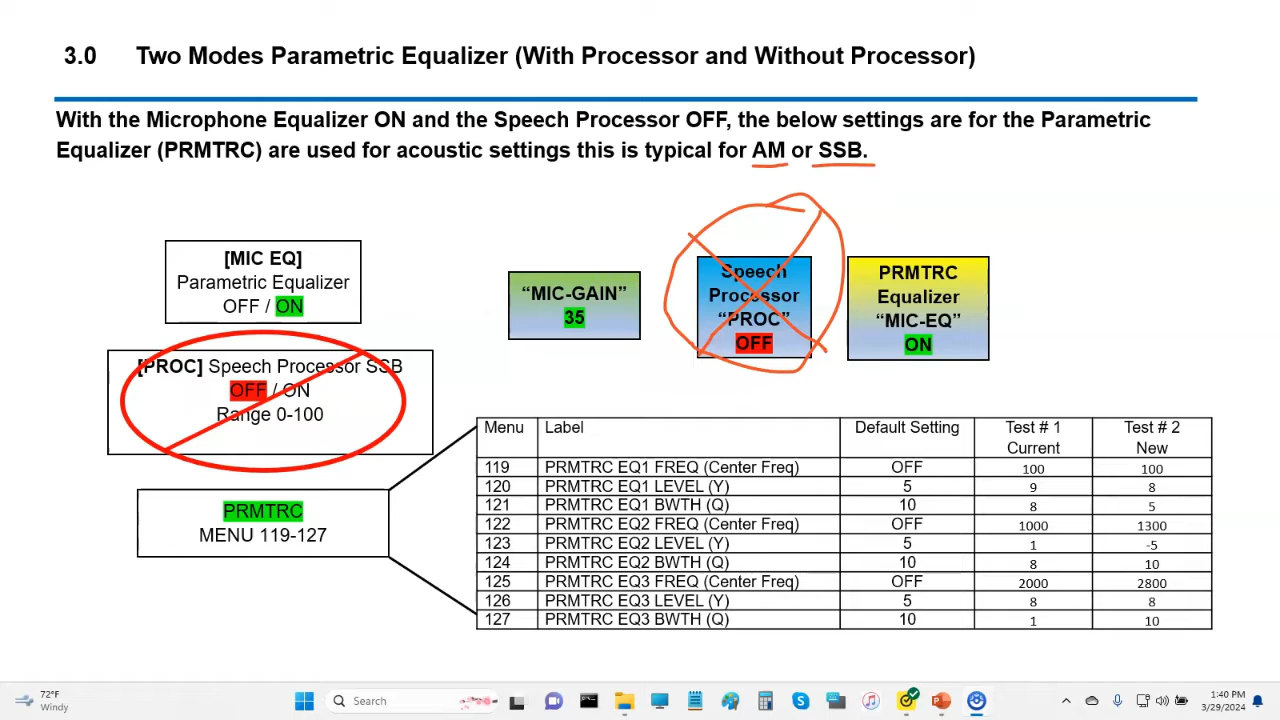 3.0 Two Modes Parametric Equalizer (With Processor and Without Processor)
With the Microphone Equalizer ON and the Speech Processor OFF, the below settings are for the Parametric
Equalizer (PRMTRC) are used for acoustic settings this is typical for AM or SSB.
[MIC EQ]
Parametric Equalizer
OFF / ON
[PROC] Speech Processor SSB
OFF / ON
Range 0-100
PRMTRC
MENU 119-127
“MIC-GAIN”
35
Speech
Processor
“PROC”
OFF
PRMTRC
Equalizer
“MIC-EQ”
ON
Menu Label Default Setting Test # 1 Test # 2
Current New
119 PRMTRC EQ1 FREQ (Center Freq) OFF 100 100
120 PRMTRC EQ1 LEVEL (Y) 5 9 8
121 PRMTRC EQ1 BWTH (Q) 10 8 5
122 PRMTRC EQ2 FREQ (Center Freq) OFF 1000 1300
123 PRMTRC EQ2 LEVEL (Y) 5 1 -5
124 PRMTRC EQ2 BWTH (Q) 10 8 10
125 PRMTRC EQ3 FREQ (Center Freq) OFF 2000 2800
126 PRMTRC EQ3 LEVEL (Y) 5 8 8
127 PRMTRC EQ3 BWTH (Q) 10 1 10
72°F
Windy
Search
1:40 PM
3/29/2024